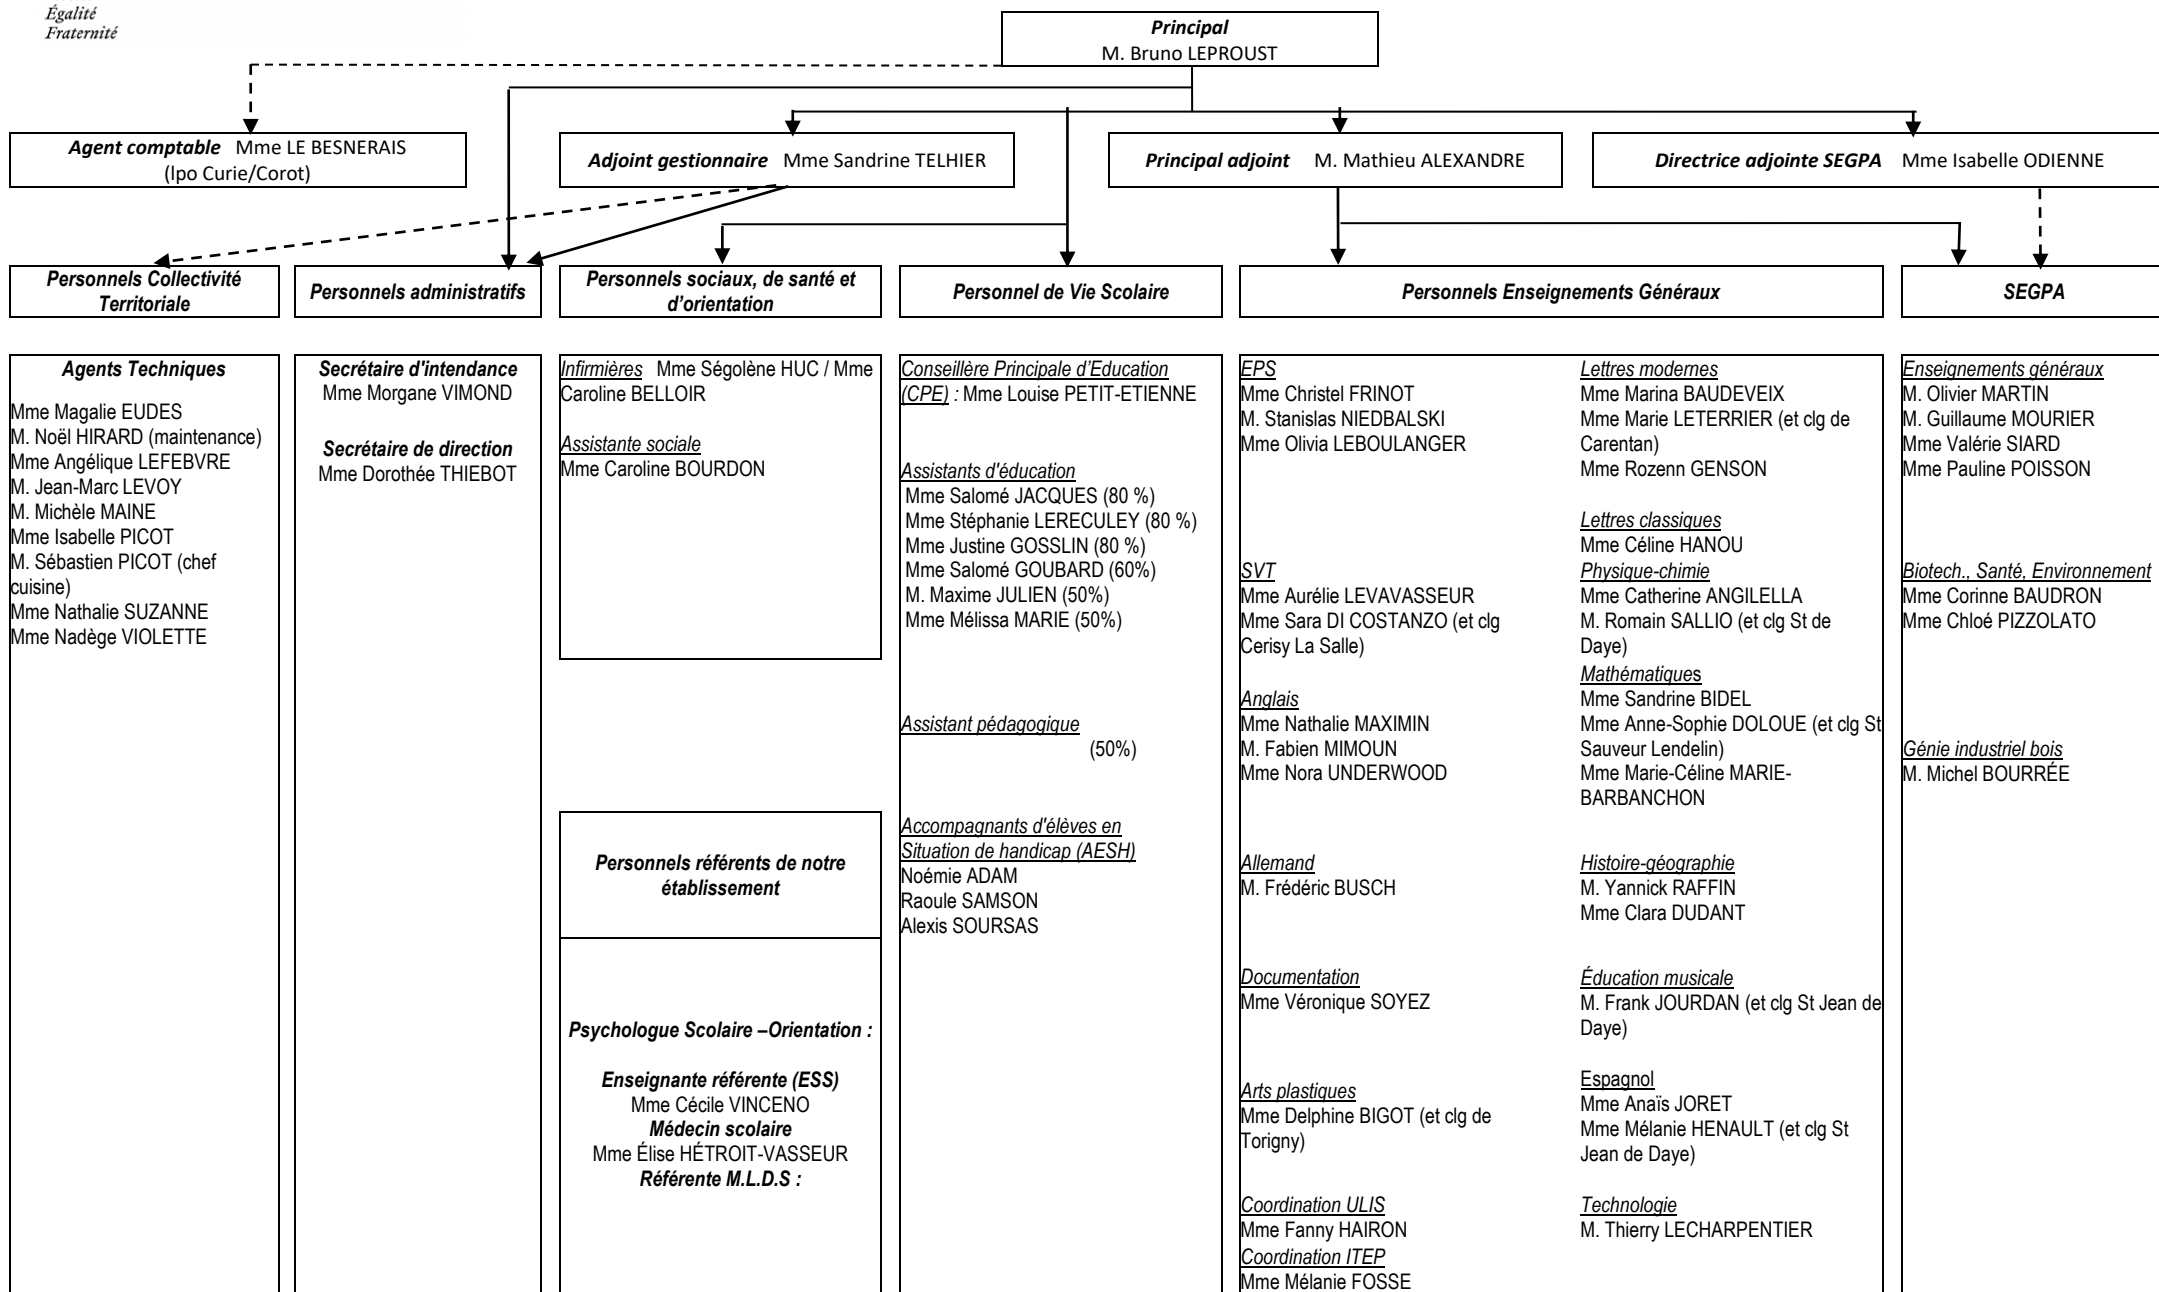 Égalité
Fraternité
Principal
M. Bruno LEPROUST
Agent comptable Mme LE BESNERAIS
(lpo Curie/Corot)
Adjoint gestionnaire Mme Sandrine TELHIER
Principal adjoint M. Mathieu ALEXANDRE
Directrice adjointe SEGPA Mme Isabelle ODIENNE
Personnels Collectivité
Territoriale
Personnels administratifs
Personnels sociaux, de santé et
d'orientation
Personnel de Vie Scolaire
Personnels Enseignements Généraux
SEGPA
Agents Techniques
Mme Magalie EUDES
M. Noël HIRARD (maintenance)
Mme Angélique LEFEBVRE
M. Jean-Marc LEVOY
M. Michèle MAINE
Mme Isabelle PICOT
M. Sébastien PICOT (chef
cuisine)
Mme Nathalie SUZANNE
Mme Nadège VIOLETTE
Secrétaire d'intendance
Mme Morgane VIMOND
Secrétaire de direction
Mme Dorothée THIEBOT
Infirmières Mme Ségolène HUC / Mme
Caroline BELLOIR
Assistante sociale
Mme Caroline BOURDON
Personnels référents de notre
établissement
Psychologue Scolaire –Orientation :
Enseignante référente (ESS)
Mme Cécile VINCENO
Médecin scolaire
Mme Élise HÉTROIT-VASSEUR
Référente M.L.D.S :
Conseillère Principale d'Education
(CPE) : Mme Louise PETIT-ETIENNE
Assistants d'éducation
Mme Salomé JACQUES (80 %)
Mme Stéphanie LERECULEY (80 %)
Mme Justine GOSSLIN (80 %)
Mme Salomé GOUBARD (60%)
M. Maxime JULIEN (50%)
Mme Mélissa MARIE (50%)
Assistant pédagogique
(50%)
Accompagnants d'élèves en
Situation de handicap (AESH)
Noémie ADAM
Raoule SAMSON
Alexis SOURSAS
EPS
Mme Christel FRINOT
M. Stanislas NIEDBALSKI
Mme Olivia LEBOULANGER
SVT
Mme Aurélie LEVAVASSEUR
Mme Sara DI COSTANZO (et clg
Cerisy La Salle)
Anglais
Mme Nathalie MAXIMIN
M. Fabien MIMOUN
Mme Nora UNDERWOOD
Allemand
M. Frédéric BUSCH
Documentation
Mme Véronique SOYEZ
Arts plastiques
Mme Delphine BIGOT (et clg de
Torigny)
Coordination ULIS
Mme Fanny HAIRON
Coordination ITEP
Mme Mélanie FOSSE
Lettres modernes
Mme Marina BAUDEVEIX
Mme Marie LETERRIER (et clg de
Carentan)
Mme Rozenn GENSON
Lettres classiques
Mme Céline HANOU
Physique-chimie
Mme Catherine ANGILELLA
M. Romain SALLIO (et clg St de
Daye)
Mathématiques
Mme Sandrine BIDEL
Mme Anne-Sophie DOLOUE (et clg St
Sauveur Lendelin)
Mme Marie-Céline MARIE-
BARBANCHON
Histoire-géographie
M. Yannick RAFFIN
Mme Clara DUDANT
Éducation musicale
M. Frank JOURDAN (et clg St Jean de
Daye)
Espagnol
Mme Anaïs JORET
Mme Mélanie HENAULT (et clg St
Jean de Daye)
Technologie
M. Thierry LECHARPENTIER
Enseignements généraux
M. Olivier MARTIN
M. Guillaume MOURIER
Mme Valérie SIARD
Mme Pauline POISSON
Biotech., Santé, Environnement
Mme Corinne BAUDRON
Mme Chloé PIZZOLATO
Génie industriel bois
M. Michel BOURRÉE